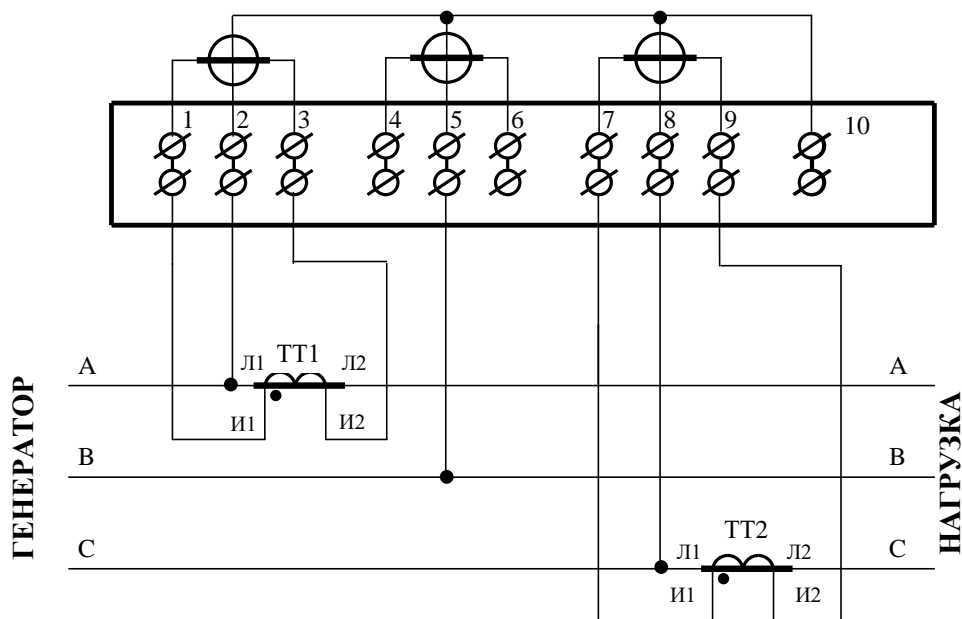 1 2 3 4 5 6 7 8 9 10
А Л1 ТТ1 Л2 А
И1 И2
ГЕНЕРАТОР
НАГРУЗКА
В В
С Л1 ТТ2 Л2 С
И1 И2